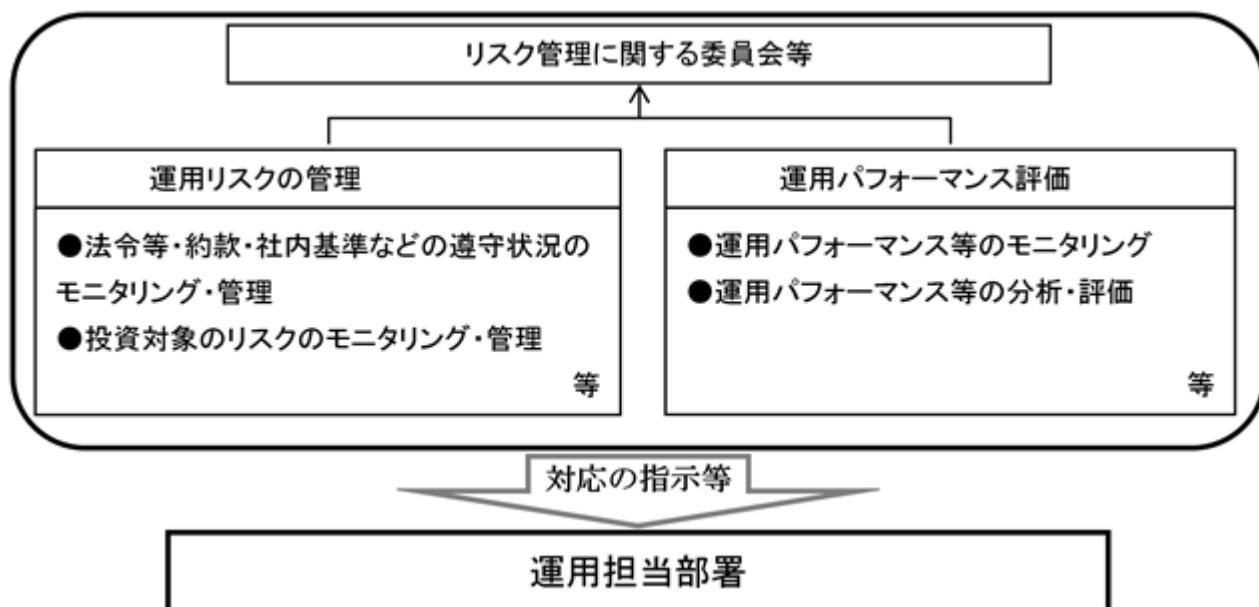 リスク管理に関する委員会等
運用リスクの管理
●法令等・約款・社内基準などの遵守状況の
モニタリング・管理
●投資対象のリスクのモニタリング・管理
等
運用パフォーマンス評価
●運用パフォーマンス等のモニタリング
●運用パフォーマンス等の分析・評価
等
対応の指示等
運用担当部署